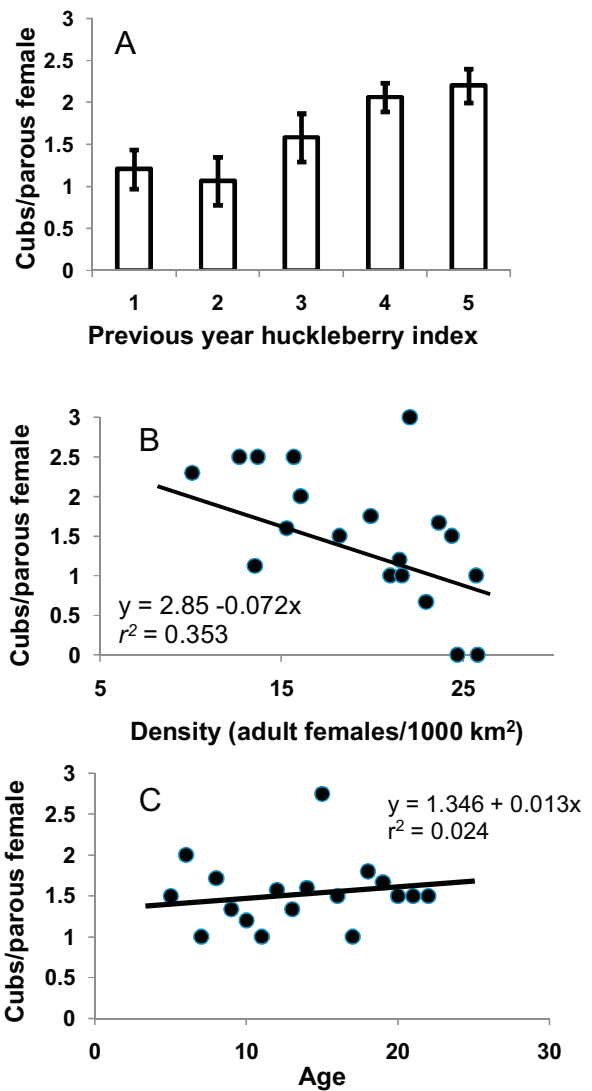 A
3
2.5
2
1.5
1
0.5
0
Cubs/parous female
1 2 3 4 5
Previous year huckleberry index
B
3
2.5
2
1.5
1
0.5
0
Cubs/parous female
y = 2.85 -0.072x
r² = 0.353
5 15 25
Density (adult females/1000 km²)
C
3
2.5
2
1.5
1
0.5
0
Cubs/parous female
y = 1.346 + 0.013x
r² = 0.024
0 10 20 30
Age